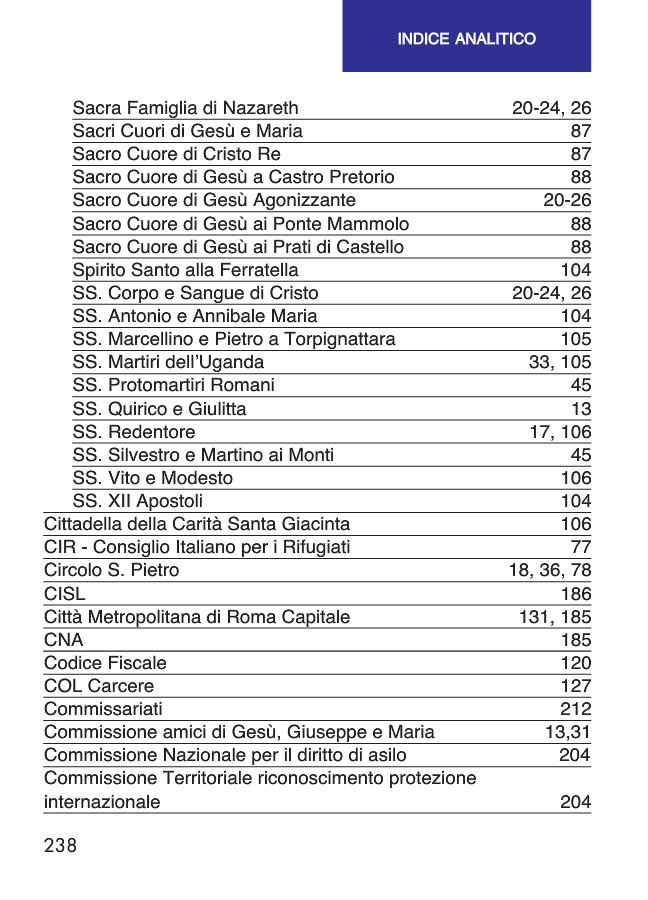 INDICE ANALITICO
Sacra Famiglia di Nazareth 20-24, 26
Sacri Cuori di Gesù e Maria 87
Sacro Cuore di Cristo Re 87
Sacro Cuore di Gesù a Castro Pretorio 88
Sacro Cuore di Gesù Agonizzante 20-26
Sacro Cuore di Gesù ai Ponte Mammolo 88
Sacro Cuore di Gesù ai Prati di Castello 88
Spirito Santo alla Ferratella 104
SS. Corpo e Sangue di Cristo 20-24, 26
SS. Antonio e Annibale Maria 104
SS. Marcellino e Pietro a Torpignattara 105
SS. Martiri dell'Uganda 33, 105
SS. Protomartiri Romani 45
SS. Quirico e Giulitta 13
SS. Redentore 17, 106
SS. Silvestro e Martino ai Monti 45
SS. Vito e Modesto 106
SS. XII Apostoli 104
Cittadella della Carità Santa Giacinta 106
CIR - Consiglio Italiano per i Rifugiati 77
Circolo S. Pietro 18, 36, 78
CISL 186
Città Metropolitana di Roma Capitale 131, 185
CNA 185
Codice Fiscale 120
COL Carcere 127
Commissariati 212
Commissione amici di Gesù, Giuseppe e Maria 13,31
Commissione Nazionale per il diritto di asilo 204
Commissione Territoriale riconoscimento protezione
internazionale 204
238